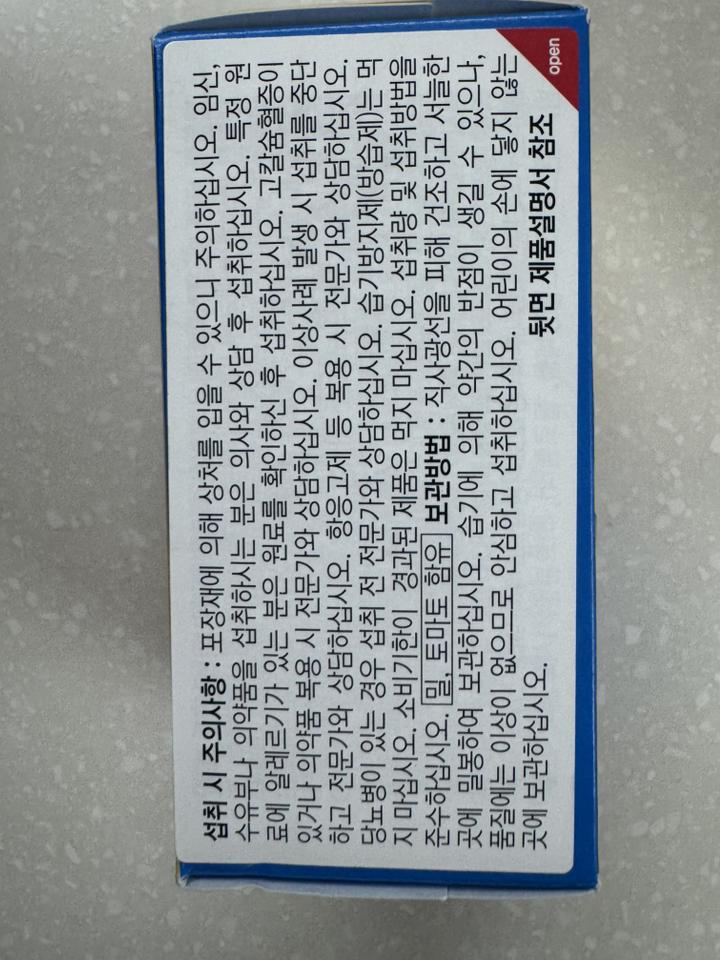 섭취 시 주의사항 : 포장재에 의해 상처를 입을 수 있으니 주의하십시오. 임신,
수유부나 의약품을 섭취하시는 분은 의사와 상담 후 섭취하십시오. 특정 원
료에 알레르기가 있는 분은 원료를 확인하신 후 섭취하십시오. 고칼슘혈증이
있거나 의약품 복용 시 전문가와 상담하십시오. 이상사례 발생 시 섭취를 중단
하고 전문가와 상담하십시오. 항응고제 등 복용 시 전문가와 상담하십시오.
당뇨병이 있는 경우 섭취 전 전문가와 상담하십시오. 습기방지제(방습제)는 먹
지 마십시오. 소비기한이 경과된 제품은 먹지 마십시오. 섭취량 및 섭취방법을
준수하십시오. 밀, 토마토 함유 보관방법 : 직사광선을 피해 건조하고 서늘한
곳에 밀봉하여 보관하십시오. 습기에 의해 약간의 반점이 생길 수 있으나,
품질에는 이상이 없으므로 안심하고 섭취하십시오. 어린이의 손에 닿지 않는
곳에 보관하십시오.
뒷면 제품설명서 참조
open